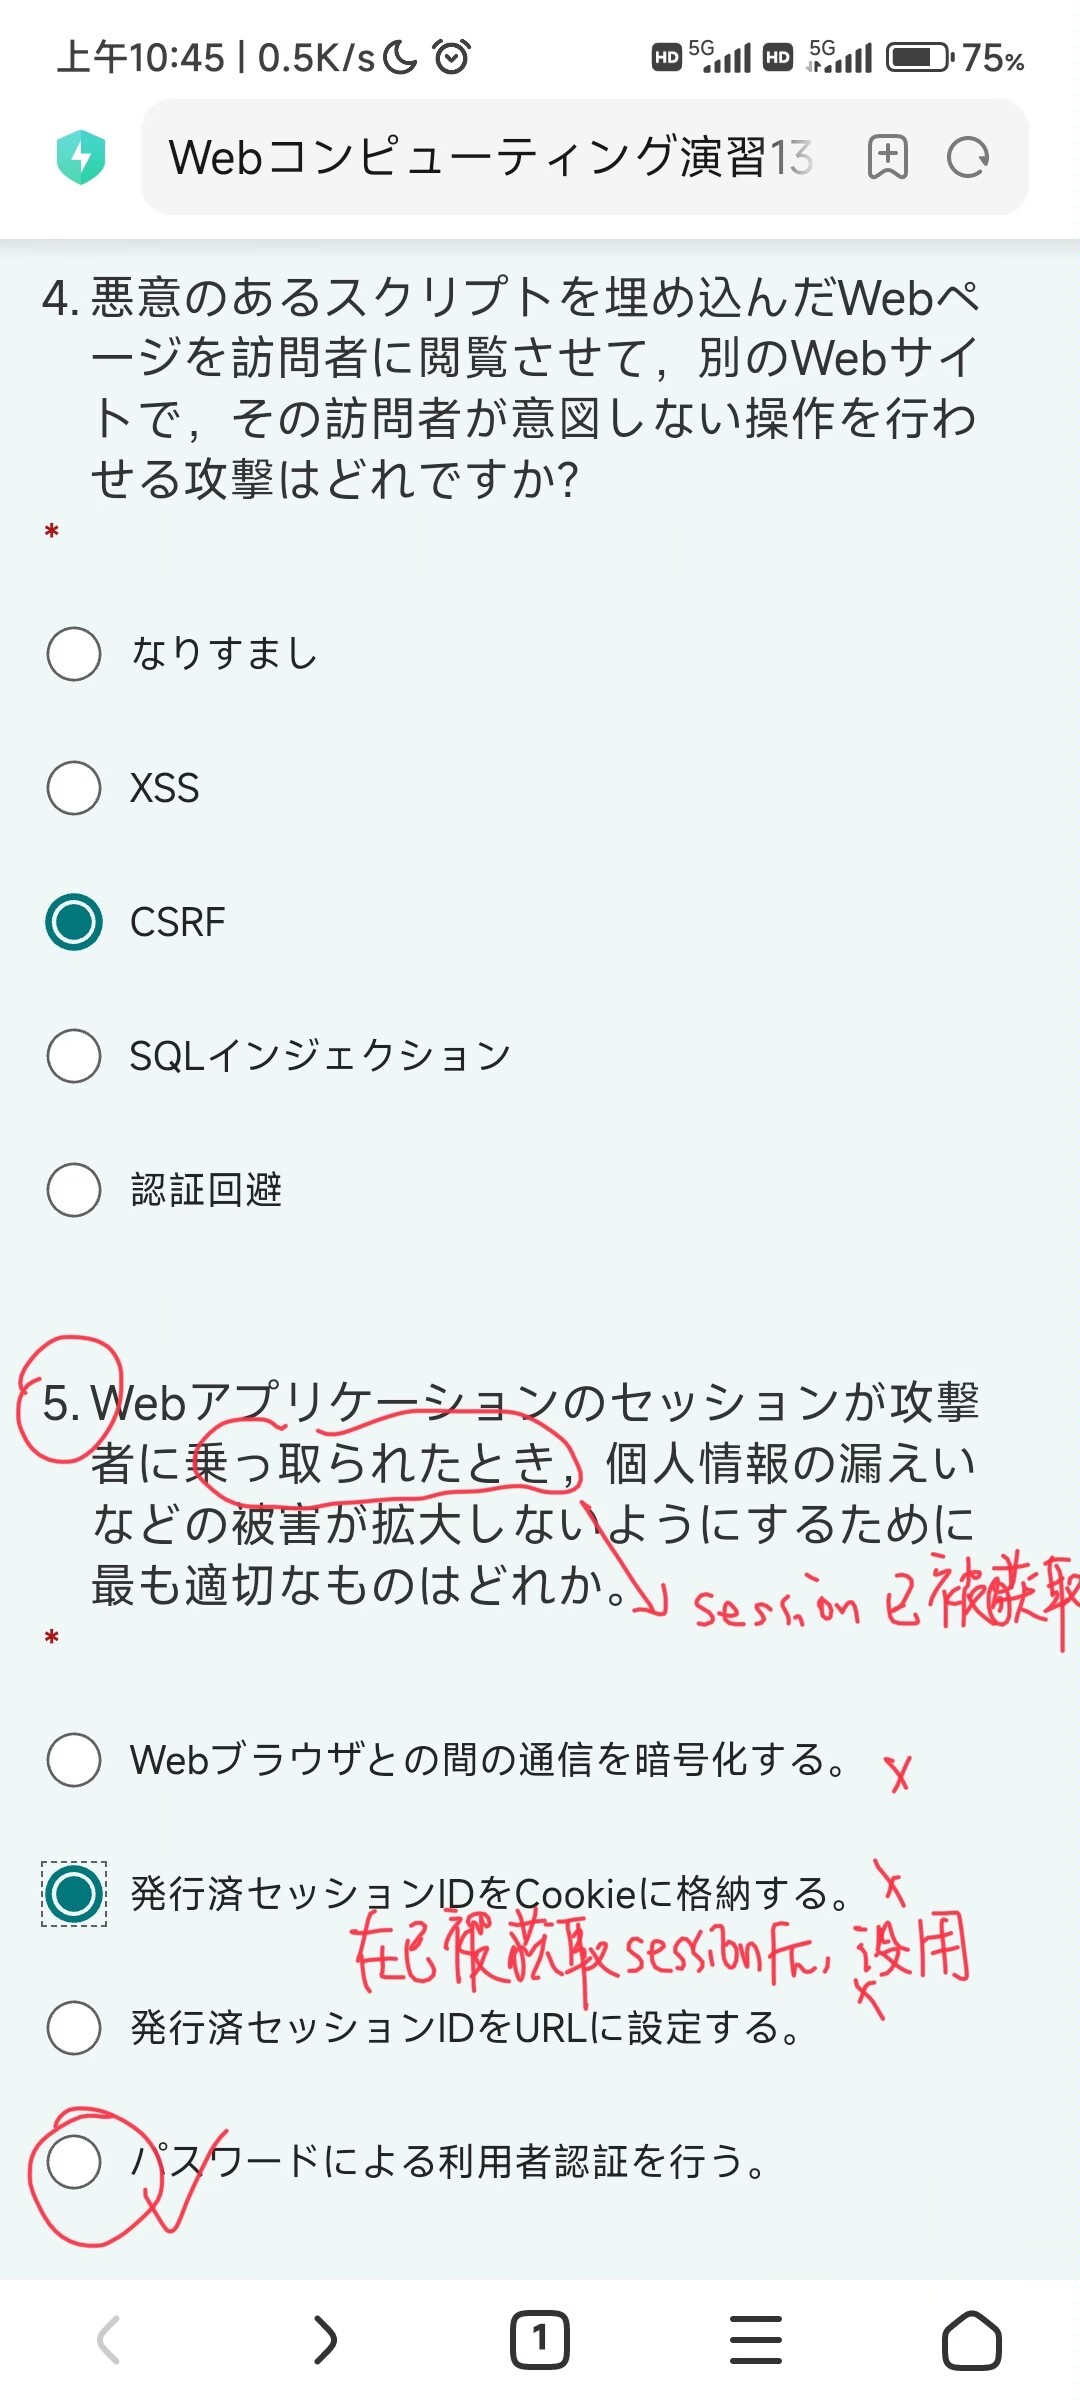 上午10:45 | 0.5K/s HD 5G HD 5G 75%
Webコンピューティング演習13
4. 悪意のあるスクリプトを埋め込んだWebペ
ージを訪問者に閲覧させて，別のWebサイ
トで，その訪問者が意図しない操作を行わ
せる攻撃はどれですか?
*
なりすまし
XSS
CSRF
SQLインジェクション
認証回避
5. Webアプリケーションのセッションが攻撃
者に乗っ取られたとき，個人情報の漏えい
などの被害が拡大しないようにするために
最も適切なものはどれか。
session 已被获取
*
Webブラウザとの間の通信を暗号化する。 x
発行済セッションIDをCookieに格納する。 x
在已被获取session后，没用
x
発行済セッションIDをURLに設定する。
パスワードによる利用者認証を行う。
1